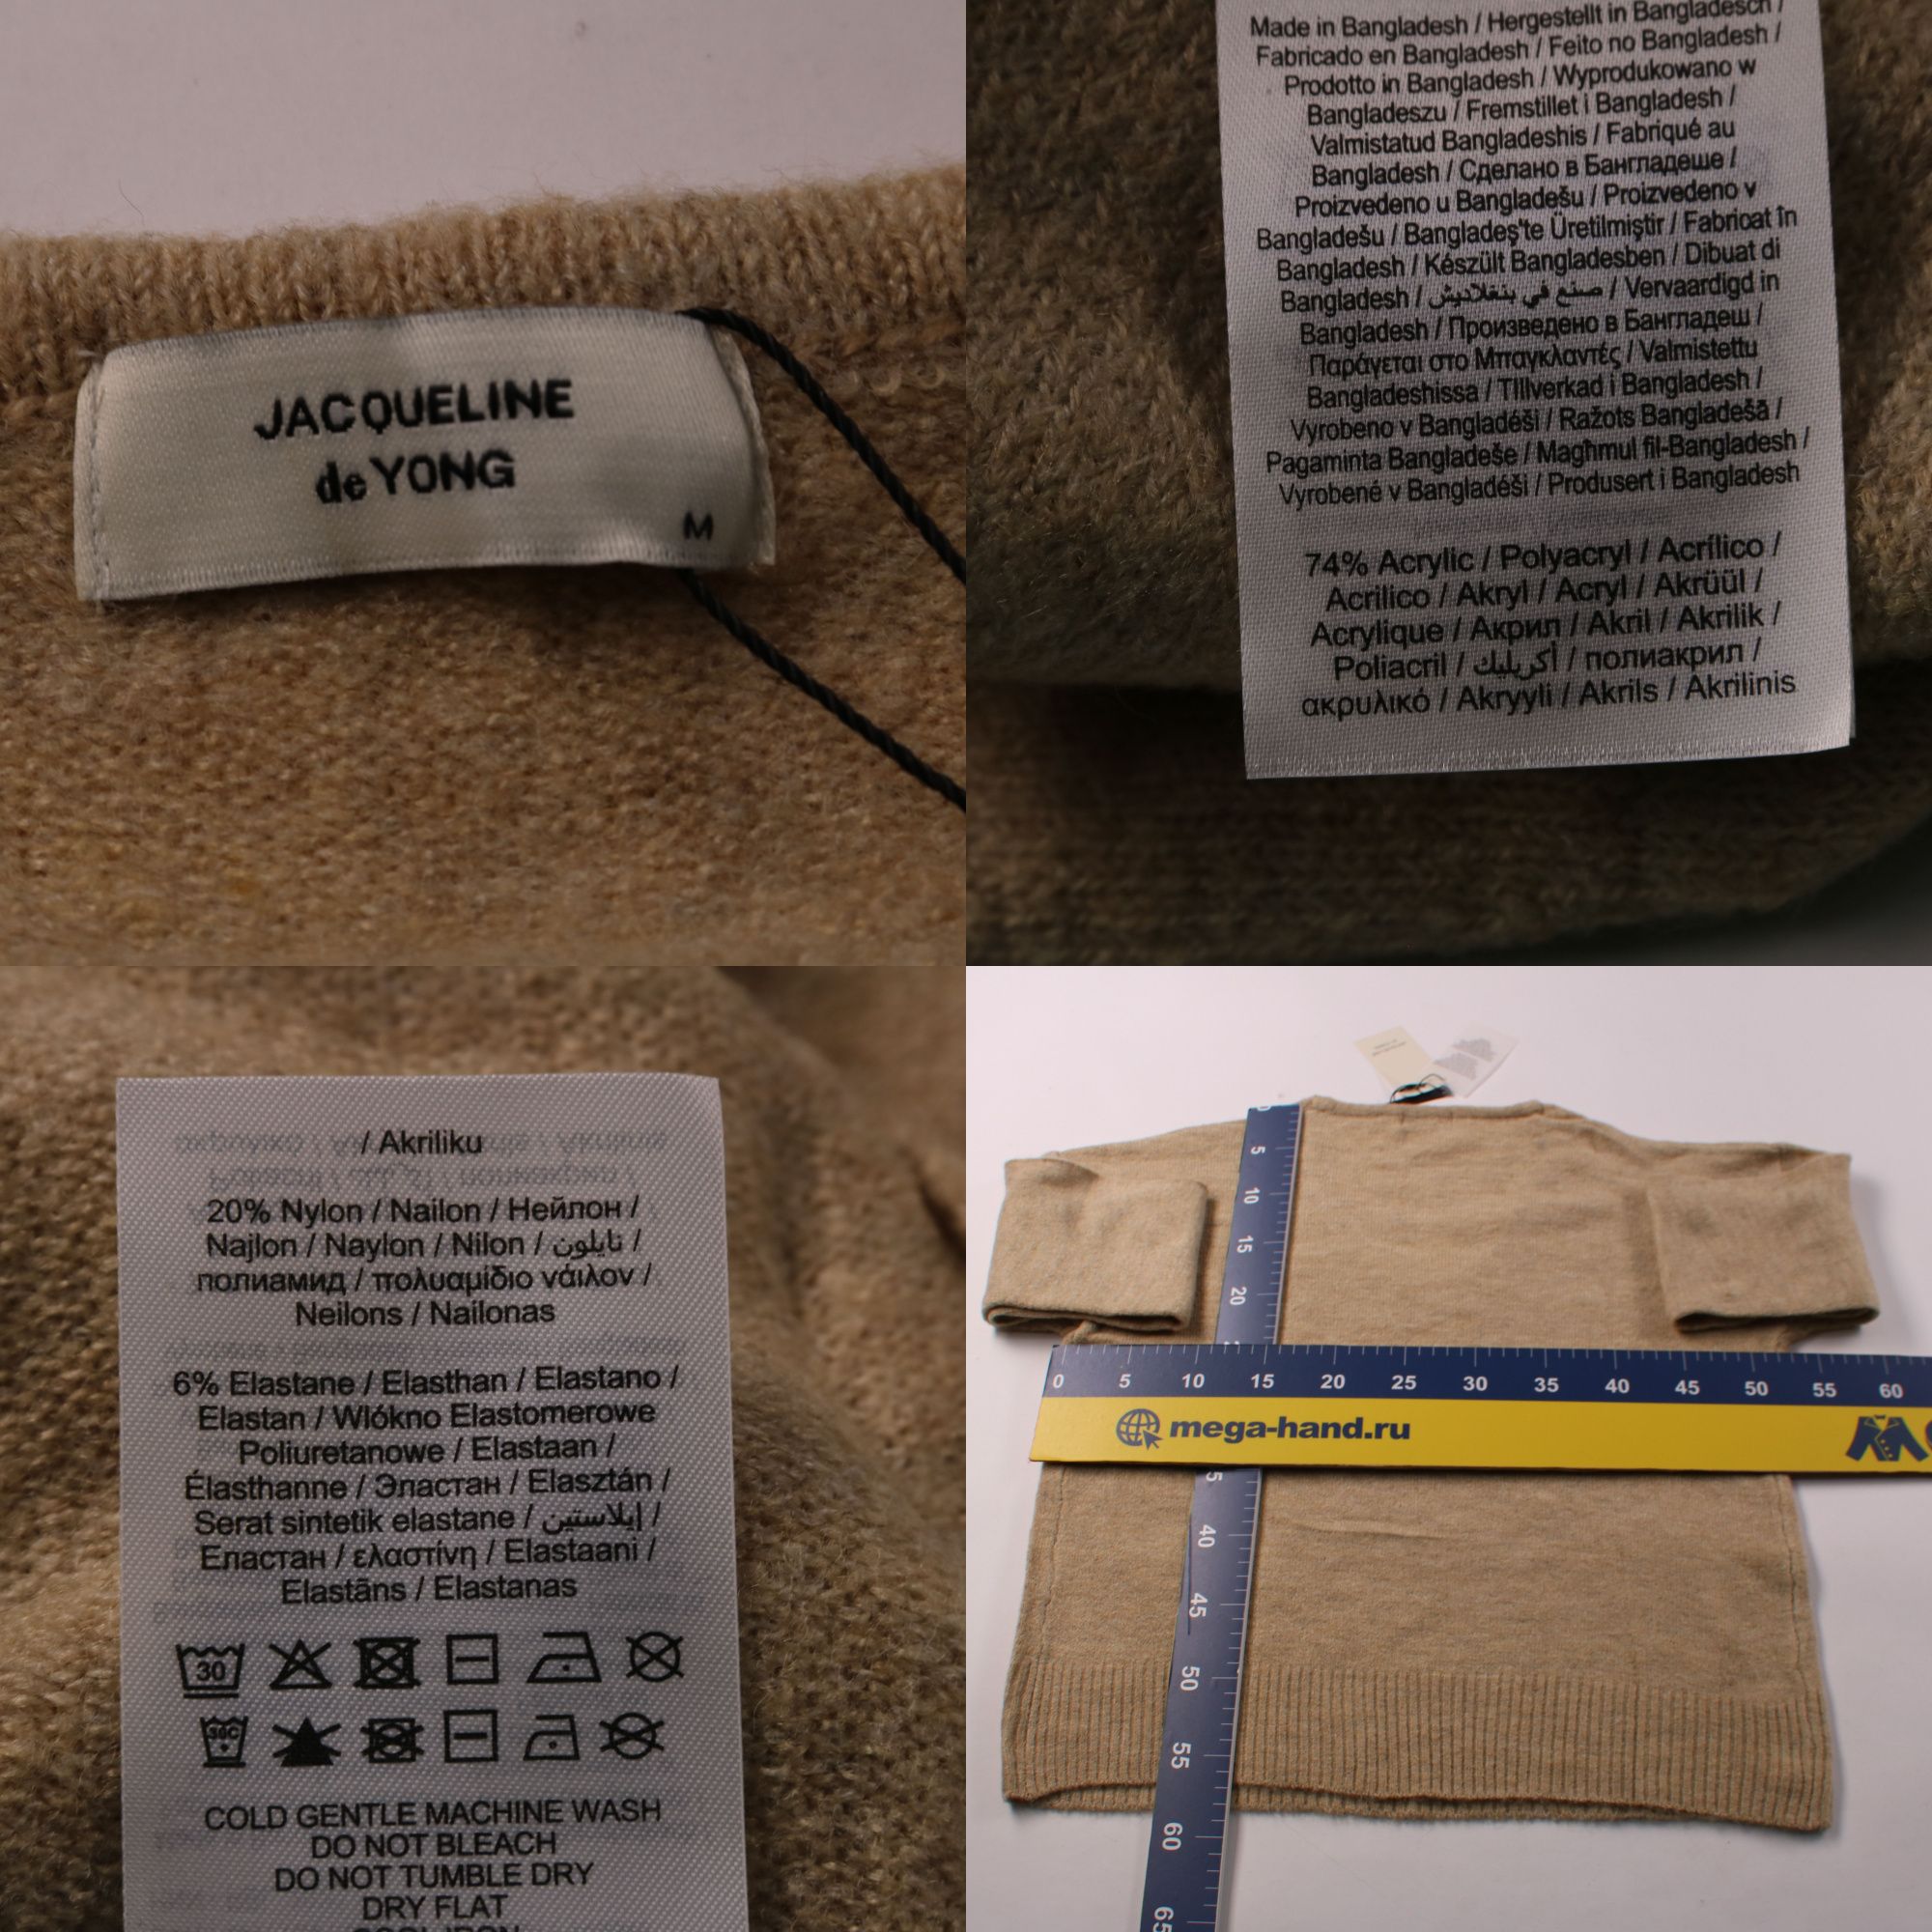 JACQUELINE
de YONG
M
Made in Bangladesh / Hergestellt in Bangladesch /
Fabricado en Bangladesh / Feito no Bangladesh /
Prodotto in Bangladesh / Wyprodukowano w
Bangladeszu / Fremstillet i Bangladesh /
Valmistatud Bangladeshis / Fabriqué au
Bangladesh / Сделано в Бангладеше /
Proizvedeno u Bangladešu / Proizvedeno v
Bangladešu / Bangladeş'te Üretilmiştir / Fabricat în
Bangladesh / Készült Bangladesben / Dibuat di
Bangladesh / صنع في بنغلاديش / Vervaardigd in
Bangladesh / Произведено в Бангладеш /
Παράγεται στο Μπαγκλαντές / Valmistettu
Bangladeshissa / TIllverkad i Bangladesh /
Vyrobeno v Bangladéši / Ražots Bangladešā /
Pagaminta Bangladeše / Magħmul fil-Bangladesh /
Vyrobené v Bangladéši / Produsert i Bangladesh
74% Acrylic / Polyacryl / Acrílico /
Acrilico / Akryl / Acryl / Akrüül /
Acrylique / Акрил / Akril / Akrilik /
Poliacril / أكريليك / полиакрил /
ακρυλικό / Akryyli / Akrils / Akrilinis
/ Akriliku
20% Nylon / Nailon / Нейлон /
Najlon / Naylon / Nilon / نايلون /
полиамид / πολυαμίδιο νάιλον /
Neilons / Nailonas
6% Elastane / Elasthan / Elastano /
Elastan / Wlókno Elastomerowe
Poliuretanowe / Elastaan /
Élasthanne / Эластан / Elasztán /
Serat sintetik elastane / إيلاستين /
Еластан / ελαστίνη / Elastaani /
Elastāns / Elastanas
30
30C
COLD GENTLE MACHINE WASH
DO NOT BLEACH
DO NOT TUMBLE DRY
DRY FLAT
0
5
10
15
20
0 5 10 15 20 25 30 35 40 45 50 55 60
mega-hand.ru
40
45
50
55
60
65